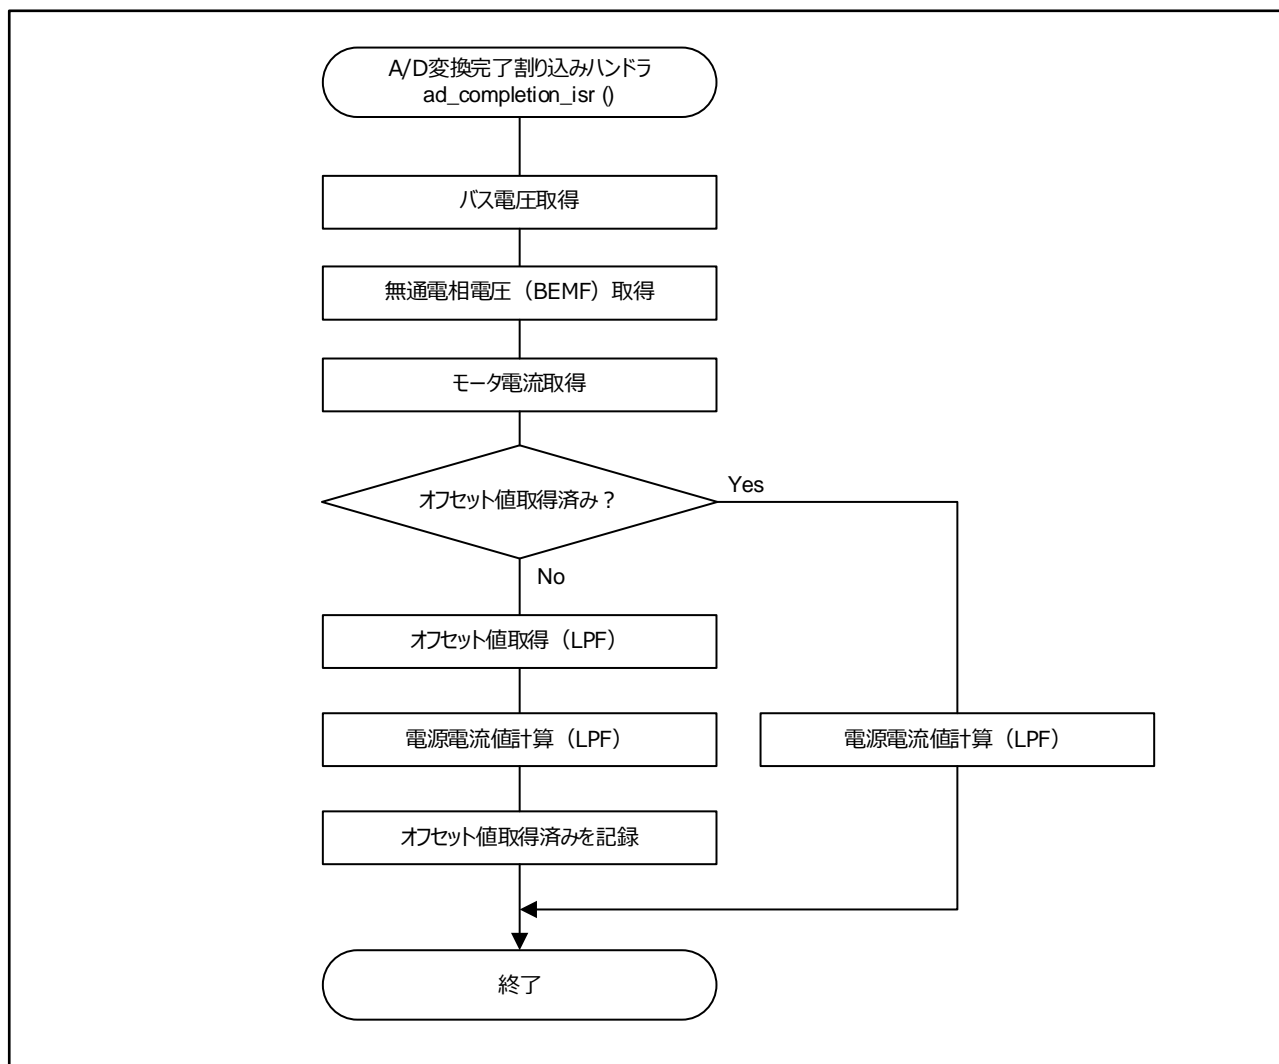 A/D変換完了割り込みハンドラ
ad_completion_isr ()
バス電圧取得
無通電相電圧（BEMF）取得
モータ電流取得
オフセット値取得済み？
Yes
No
オフセット値取得（LPF）
電源電流値計算（LPF）
電源電流値計算（LPF）
オフセット値取得済みを記録
終了